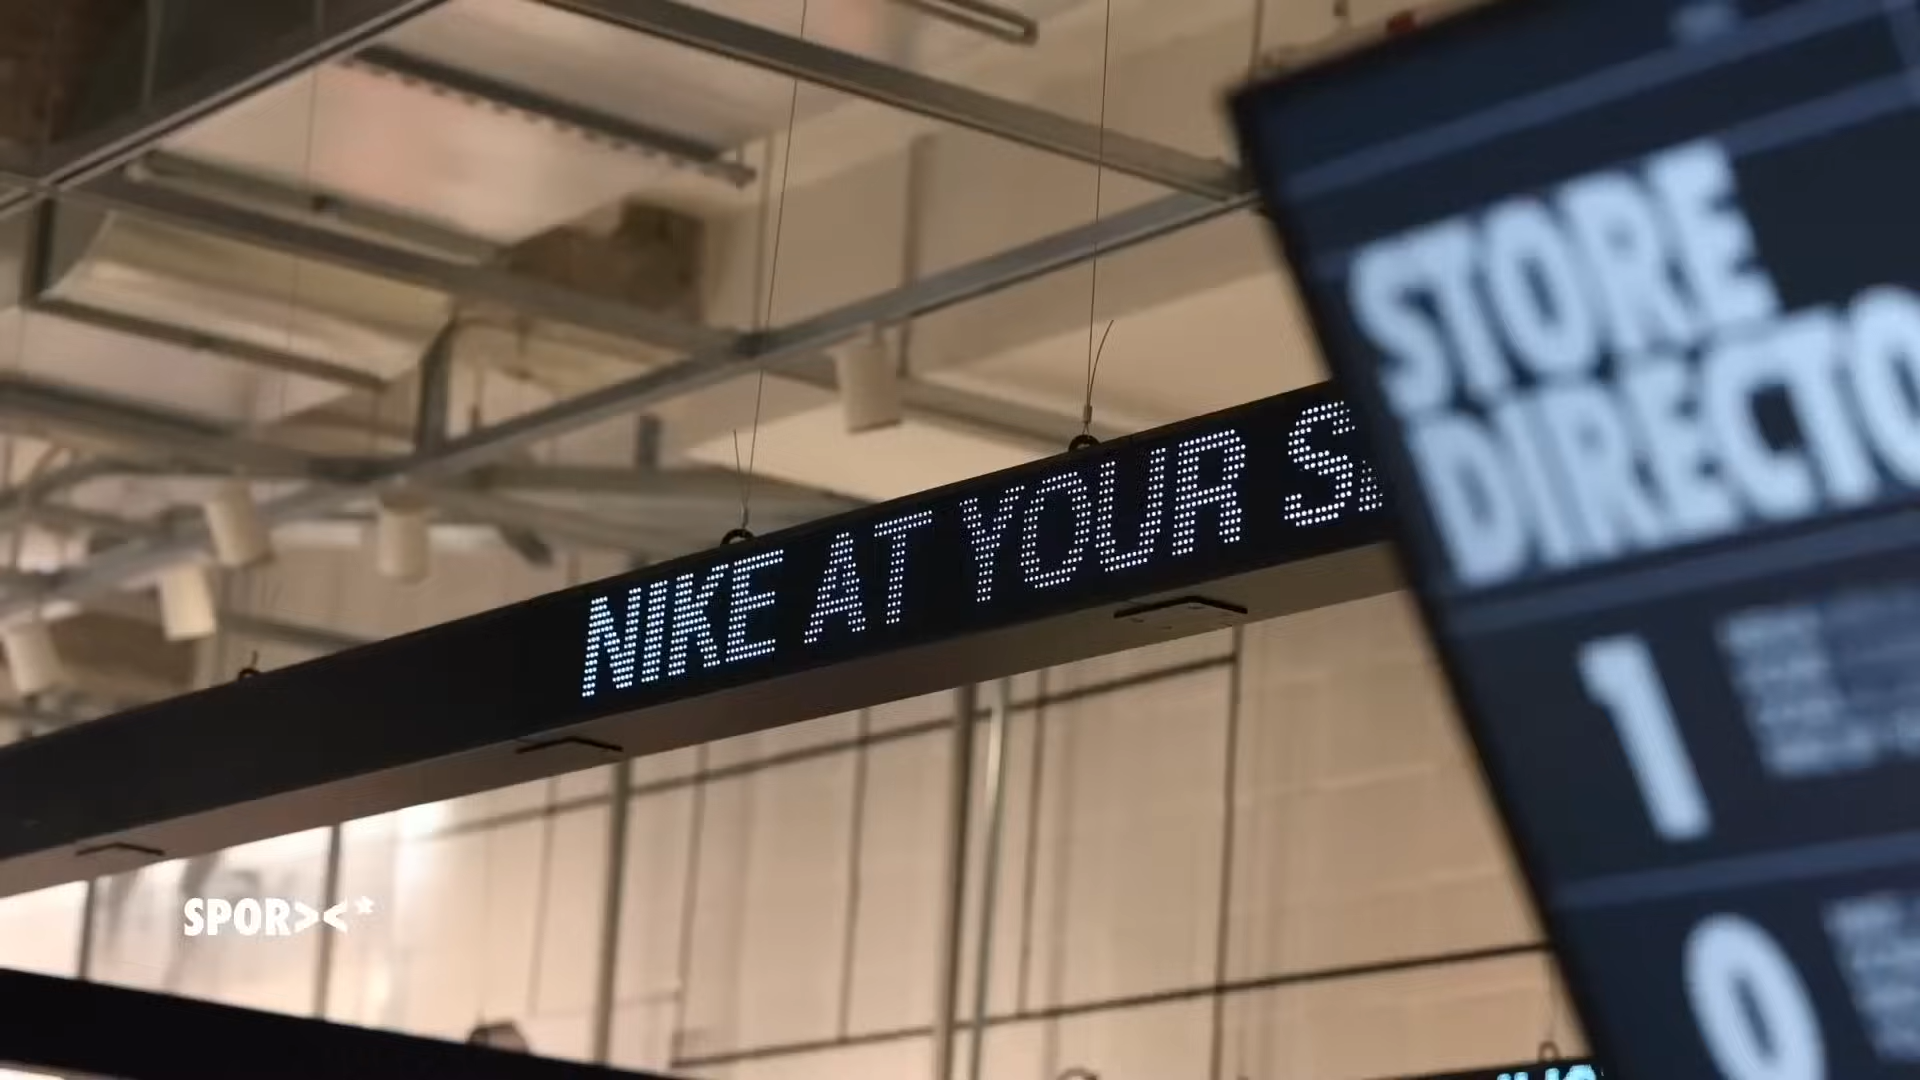 NIKE AT YOUR
STORE
DIRECTO
1
0
SPOR><*